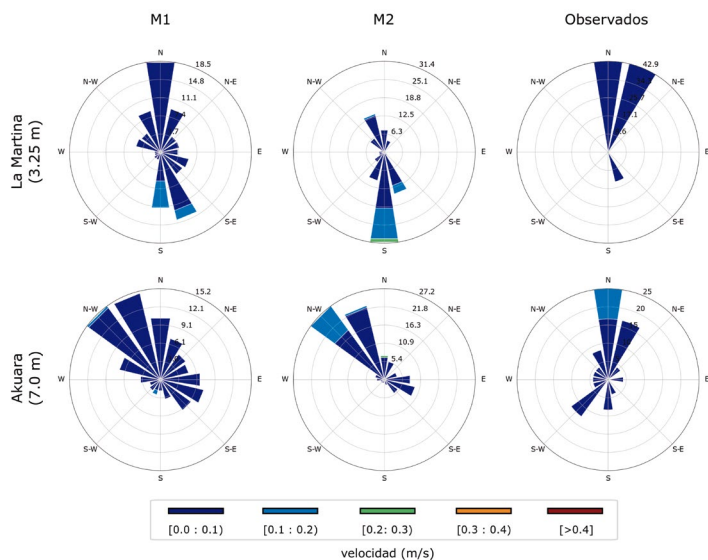 M1
M2
Observados
La Martina
(3.25 m)
N
18.5
N-W
14.8
N-E
11.1
W
E
S-W
S-E
S
N
31.4
N-W
25.1
N-E
18.8
12.5
6.3
W
E
S-W
S-E
S
N
42.9
N-W
N-E
W
E
S-W
S-E
S
Akuara
(7.0 m)
N
15.2
N-W
12.1
N-E
9.1
W
E
S-W
S-E
S
N
27.2
N-W
21.8
N-E
16.3
10.9
5.4
W
E
S-W
S-E
S
N
25
N-W
20
N-E
15
W
E
S-W
S-E
S
[0.0 : 0.1) [0.1 : 0.2) [0.2: 0.3) [0.3 : 0.4) [>0.4]
velocidad (m/s)